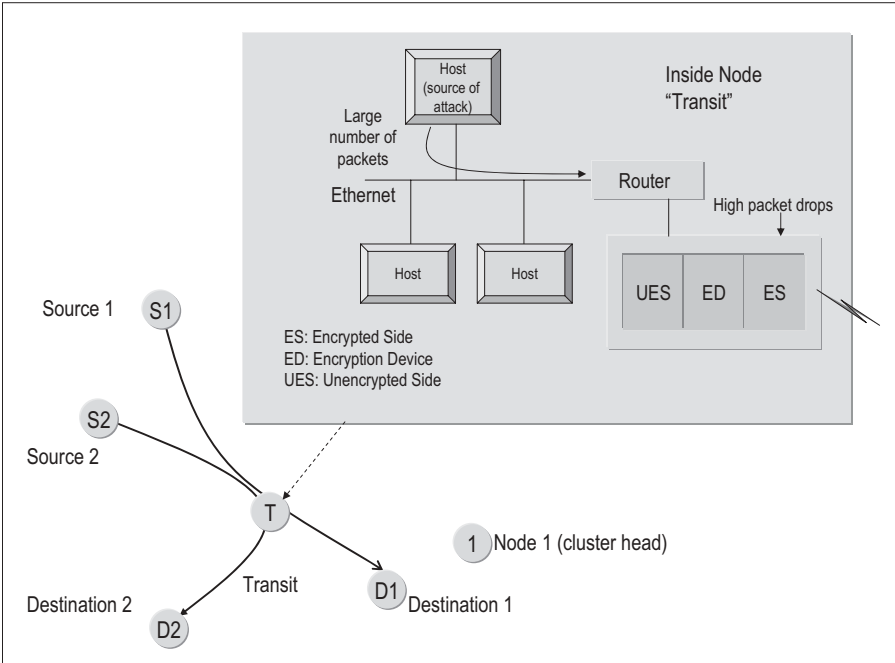 Host
(source of
attack)
Inside Node
“Transit”
Large
number of
packets
Router
Ethernet
High packet drops
Host
Host
UES
ED
ES
Source 1
S1
ES: Encrypted Side
ED: Encryption Device
UES: Unencrypted Side
S2
Source 2
T
1
Node 1 (cluster head)
Transit
D1
Destination 1
Destination 2
D2